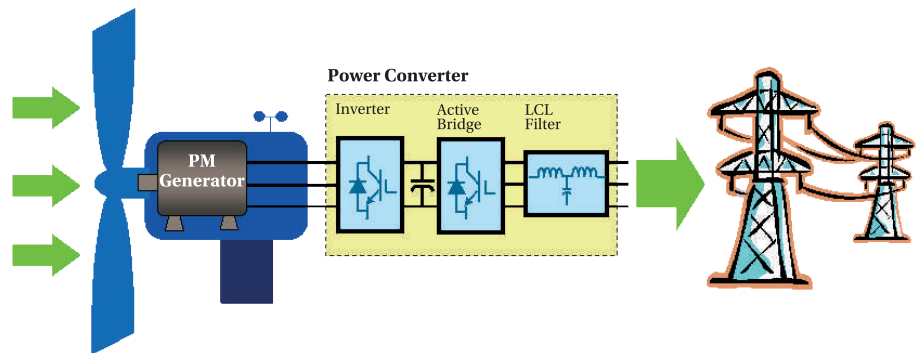 Power Converter
Inverter
Active
Bridge
LCL
Filter
PM
Generator